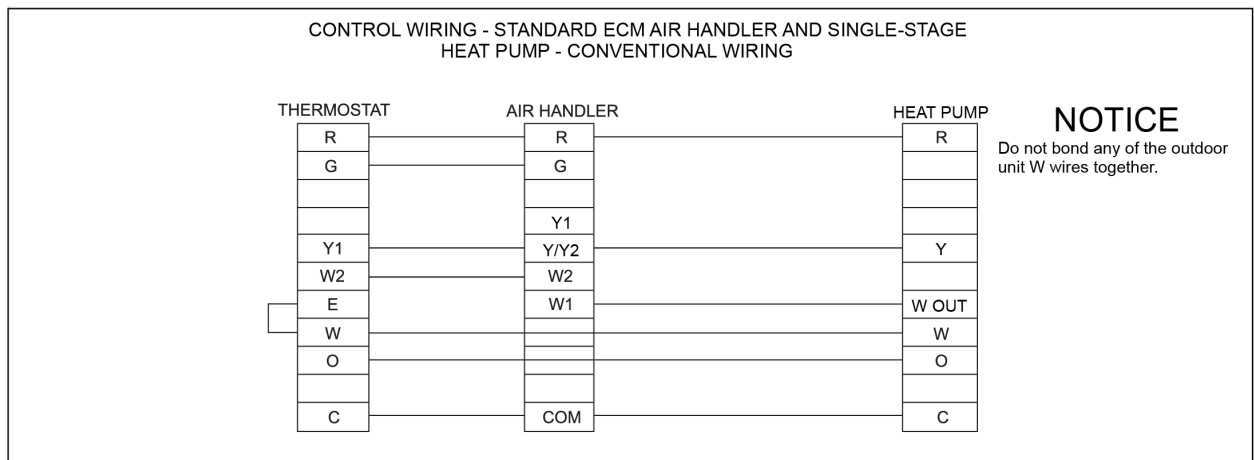 CONTROL WIRING - STANDARD ECM AIR HANDLER AND SINGLE-STAGE
HEAT PUMP - CONVENTIONAL WIRING
THERMOSTAT AIR HANDLER HEAT PUMP
NOTICE
Do not bond any of the outdoor
unit W wires together.
R R R
G G
Y1
Y1 Y/Y2 Y
W2 W2
E W1 W OUT
W W
O O
C COM C